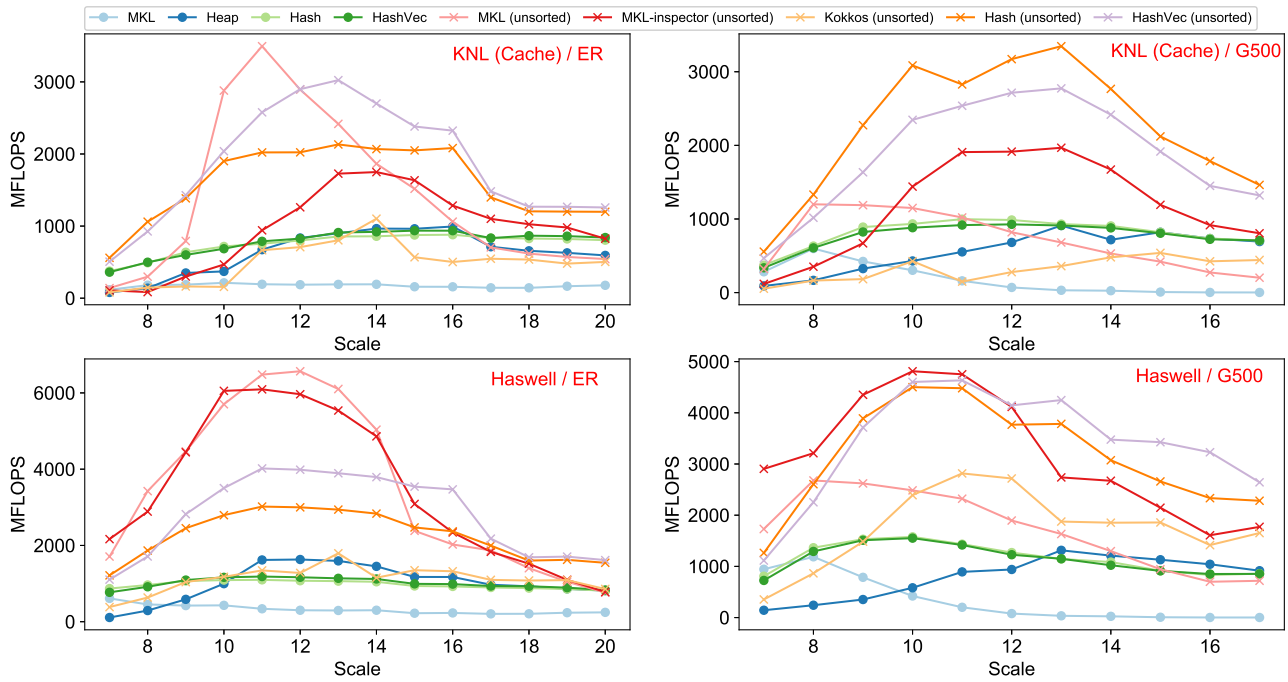 MKL Heap Hash HashVec MKL (unsorted) MKL-inspector (unsorted) Kokkos (unsorted) Hash (unsorted) HashVec (unsorted)
KNL (Cache) / ER
MFLOPS
3000
2000
1000
0
8 10 12 14 16 18 20
Scale
KNL (Cache) / G500
MFLOPS
3000
2000
1000
0
8 10 12 14 16
Scale
Haswell / ER
MFLOPS
6000
4000
2000
0
8 10 12 14 16 18 20
Scale
Haswell / G500
MFLOPS
5000
4000
3000
2000
1000
0
8 10 12 14 16
Scale